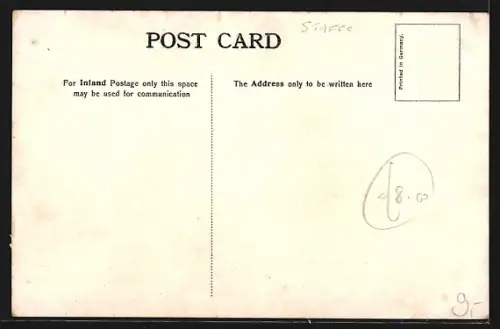 POST CARD
Printed in Germany.
For Inland Postage only this space
may be used for communication
The Address only to be written here
9,-